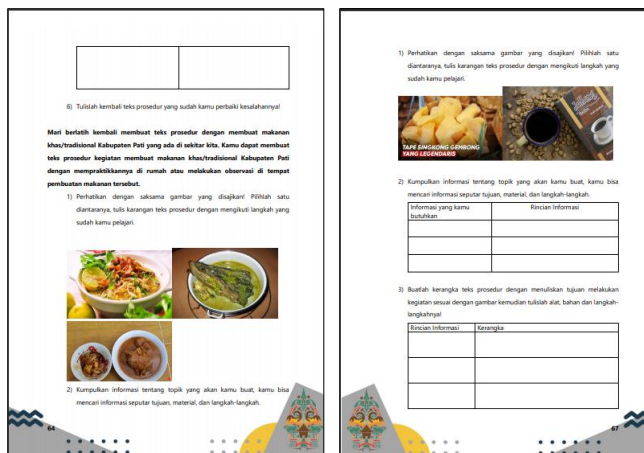 6) Tulislah kembali teks prosedur yang sudah kamu perbaiki kesalahannya!
Mari berlatih kembali membuat teks prosedur dengan membuat makanan
khas/tradisional Kabupaten Pati yang ada di sekitar kita. Kamu dapat membuat
teks prosedur kegiatan membuat makanan khas/tradisional Kabupaten Pati
dengan mempraktikkannya di rumah atau melakukan observasi di tempat
pembuatan makanan tersebut.
1) Perhatikan dengan saksama gambar yang disajikan! Pilihlah satu
diantaranya, tulis karangan teks prosedur dengan mengikuti langkah yang
sudah kamu pelajari.
2) Kumpulkan informasi tentang topik yang akan kamu buat, kamu bisa
mencari informasi seputar tujuan, material, dan langkah-langkah.
64
1) Perhatikan dengan saksama gambar yang disajikan! Pilihlah satu
diantaranya, tulis karangan teks prosedur dengan mengikuti langkah yang
sudah kamu pelajari.
TAPE SINGKONG GEMBONG
YANG LEGENDARIS
2) Kumpulkan informasi tentang topik yang akan kamu buat, kamu bisa
mencari informasi seputar tujuan, material, dan langkah-langkah.
Informasi yang kamu
butuhkan
Rincian Informasi
3) Buatlah kerangka teks prosedur dengan menuliskan tujuan melakukan
kegiatan sesuai dengan gambar kemudian tulislah alat, bahan dan langkah-
langkahnya!
Rincian Informasi
Kerangka
67